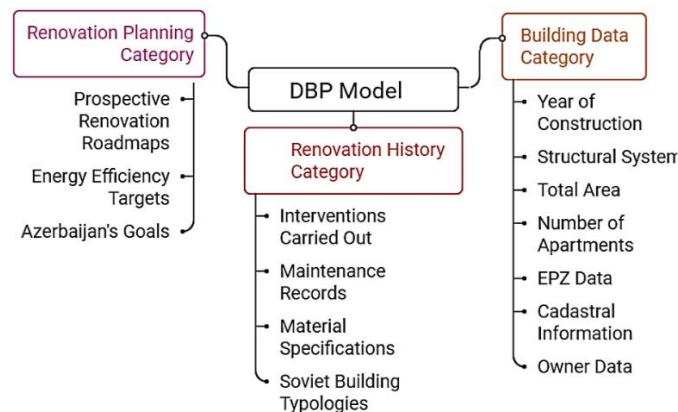 DBP Model
Renovation Planning
Category
Prospective
Renovation
Roadmaps
Energy Efficiency
Targets
Azerbaijan's Goals
Renovation History
Category
Interventions
Carried Out
Maintenance
Records
Material
Specifications
Soviet Building
Typologies
Building Data
Category
Year of
Construction
Structural System
Total Area
Number of
Apartments
EPZ Data
Cadastral
Information
Owner Data